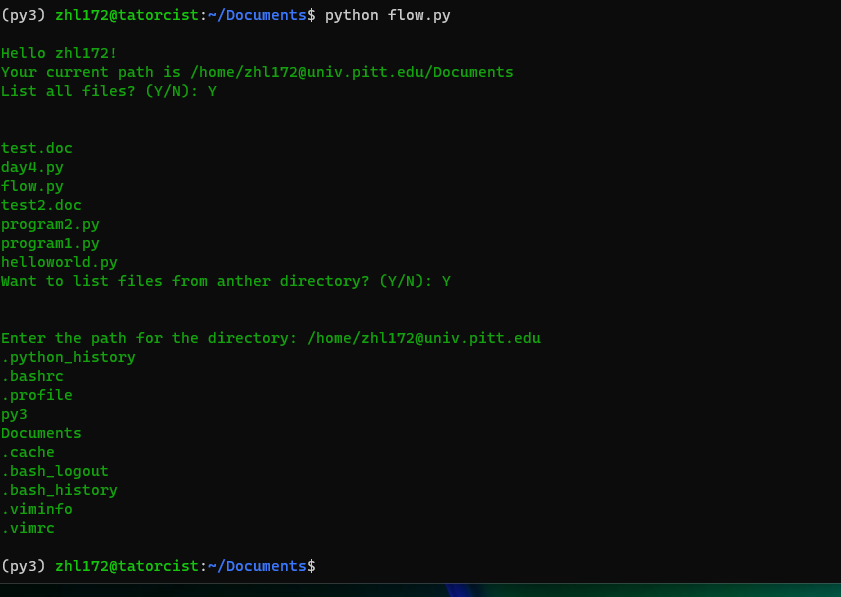 (py3) zhl172@tatorcist:~/Documents$ python flow.py
Hello zhl172!
Your current path is /home/zhl172@univ.pitt.edu/Documents
List all files? (Y/N): Y
test.doc
day4.py
flow.py
test2.doc
program2.py
program1.py
helloworld.py
Want to list files from anther directory? (Y/N): Y
Enter the path for the directory: /home/zhl172@univ.pitt.edu
.python_history
.bashrc
.profile
py3
Documents
.cache
.bash_logout
.bash_history
.viminfo
.vimrc
(py3) zhl172@tatorcist:~/Documents$